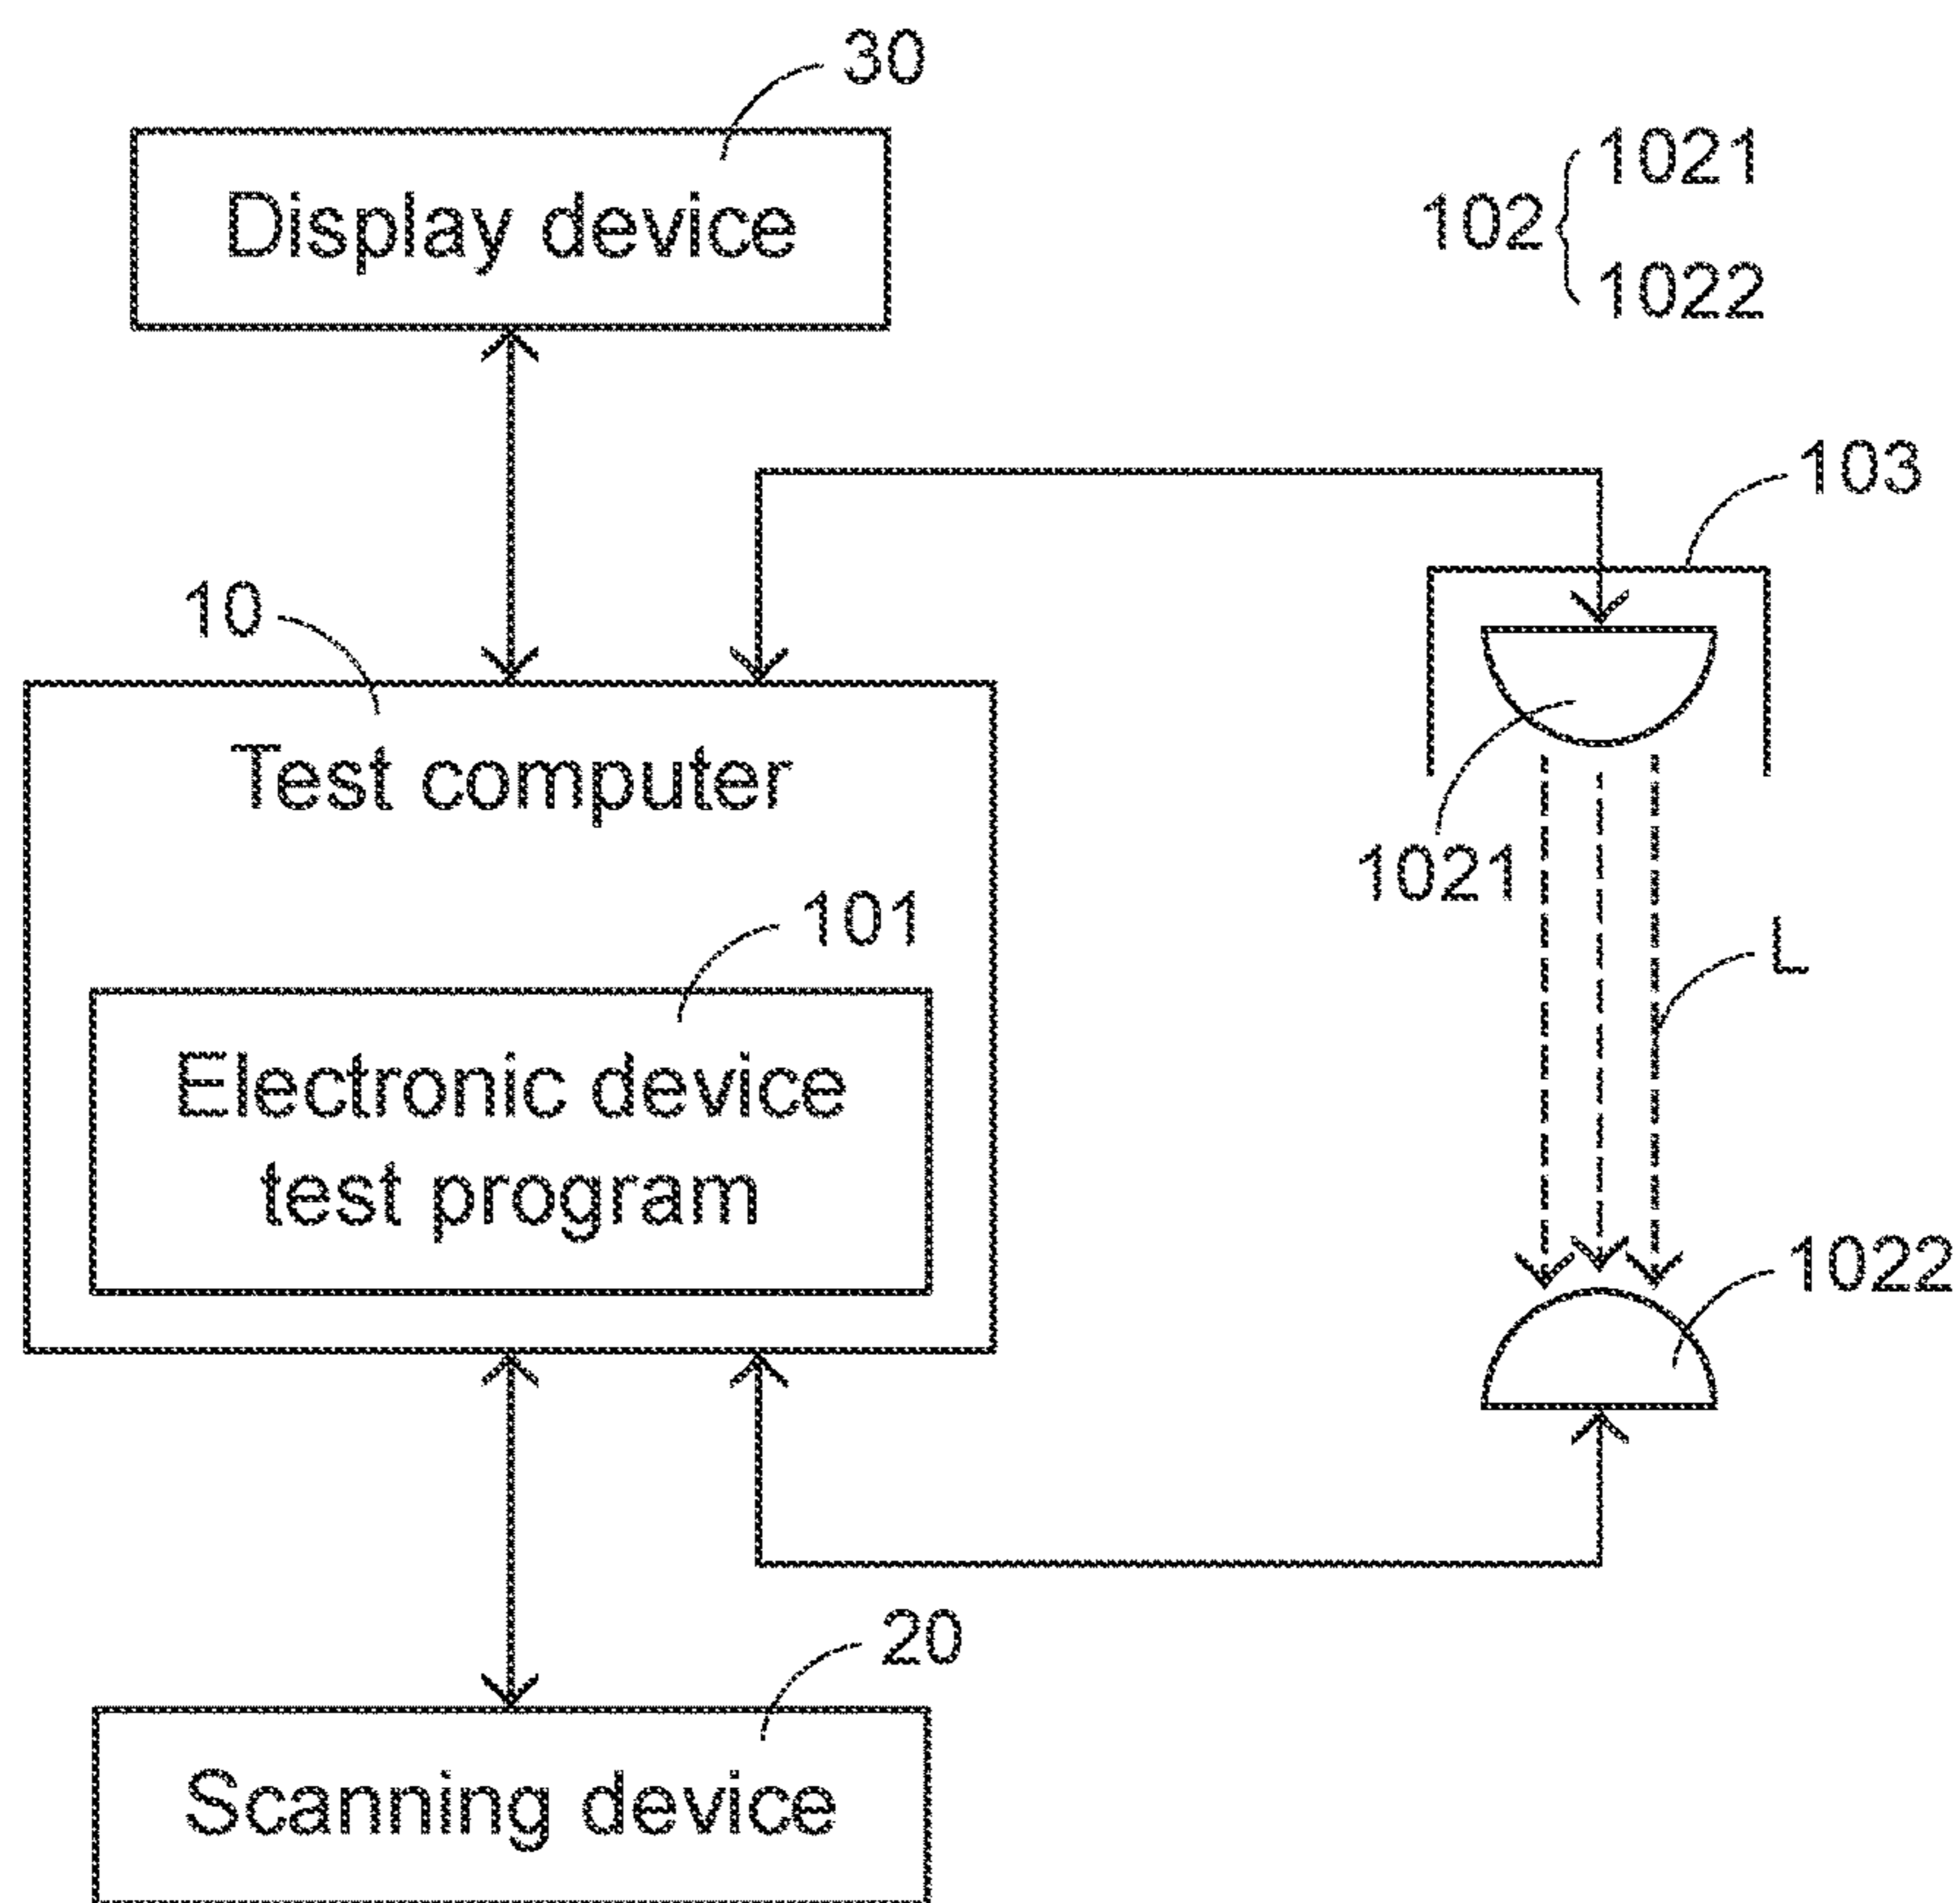 30
Display device
1021
102
1022
103
10
Test computer
1021
101
L
Electronic device
test program
1022
20
Scanning device